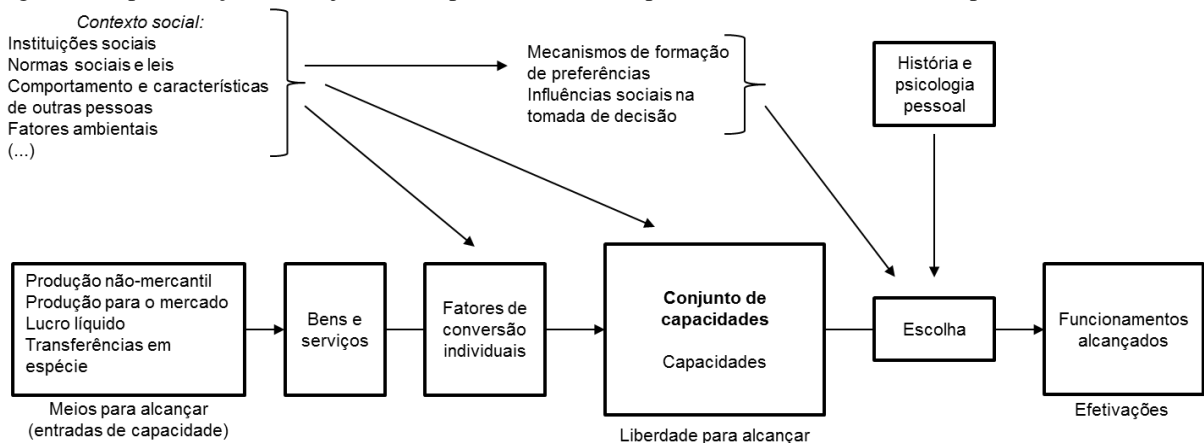 Contexto social:
Instituições sociais
Normas sociais e leis
Comportamento e características
de outras pessoas
Fatores ambientais
(...)
Mecanismos de formação
de preferências
Influências sociais na
tomada de decisão
História e
psicologia
pessoal
Produção não-mercantil
Produção para o mercado
Lucro líquido
Transferências em
espécie
Meios para alcançar
(entradas de capacidade)
Bens e
serviços
Fatores de
conversão
individuais
Conjunto de
capacidades
Capacidades
Liberdade para alcançar
Escolha
Funcionamentos
alcançados
Efetivações